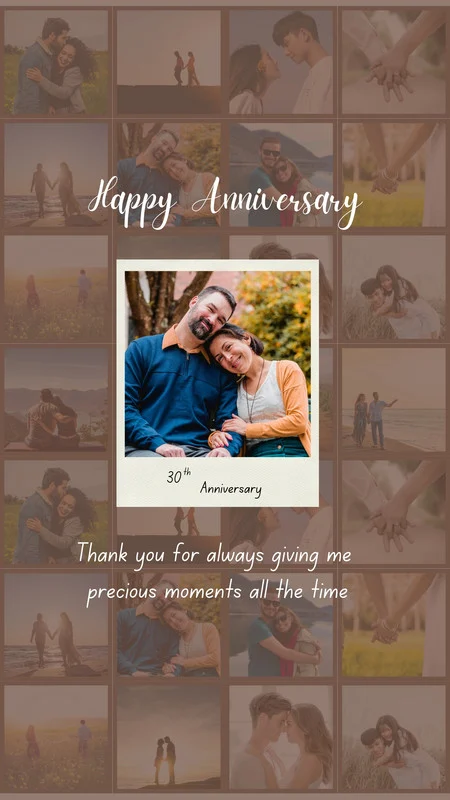 Happy Anniversary
30th
Anniversary
Thank you for always giving me
precious moments all the time